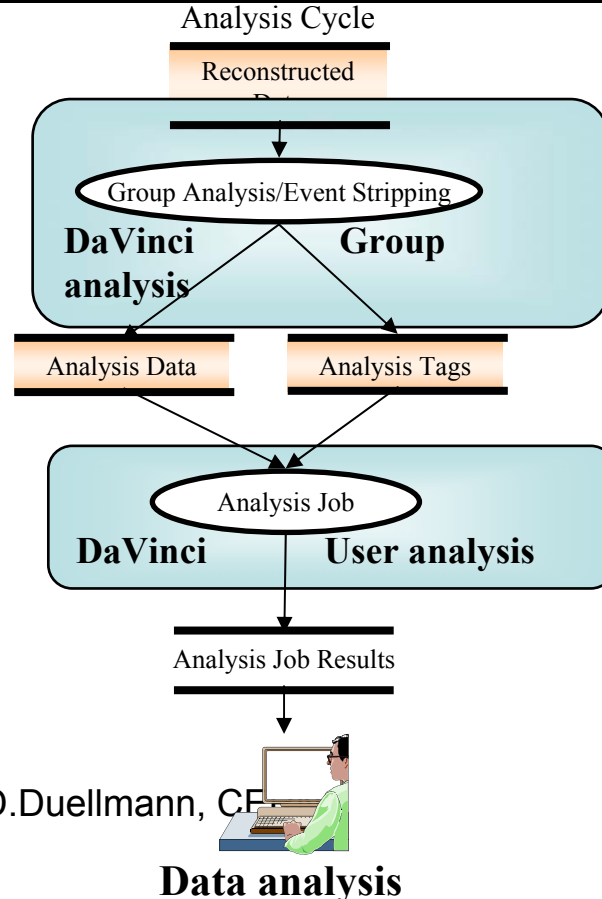 Analysis Cycle
Reconstructed
Group Analysis/Event Stripping
DaVinci Group
analysis
Analysis Data Analysis Tags
Analysis Job
DaVinci User analysis
Analysis Job Results
D.Duellmann,
Data analysis